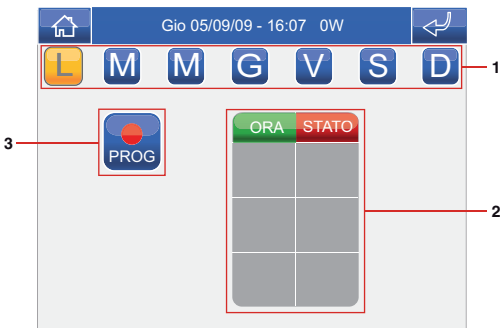 Gio 05/09/09 - 16:07 0W
L M M G V S D
1
ORA STATO
3
PROG
2